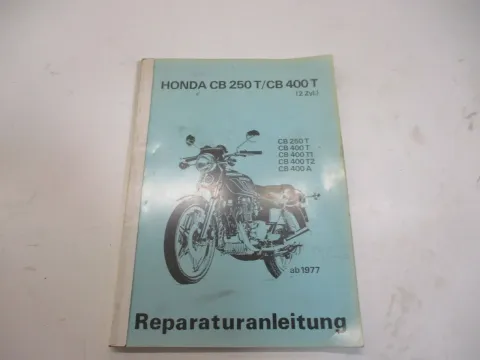 HONDA CB 250 T/CB 400 T
(2 Zyl.)
CB 250 T
CB 400 T
CB 400 T1
CB 400 T2
CB 400 A
ab 1977
Reparaturanleitung